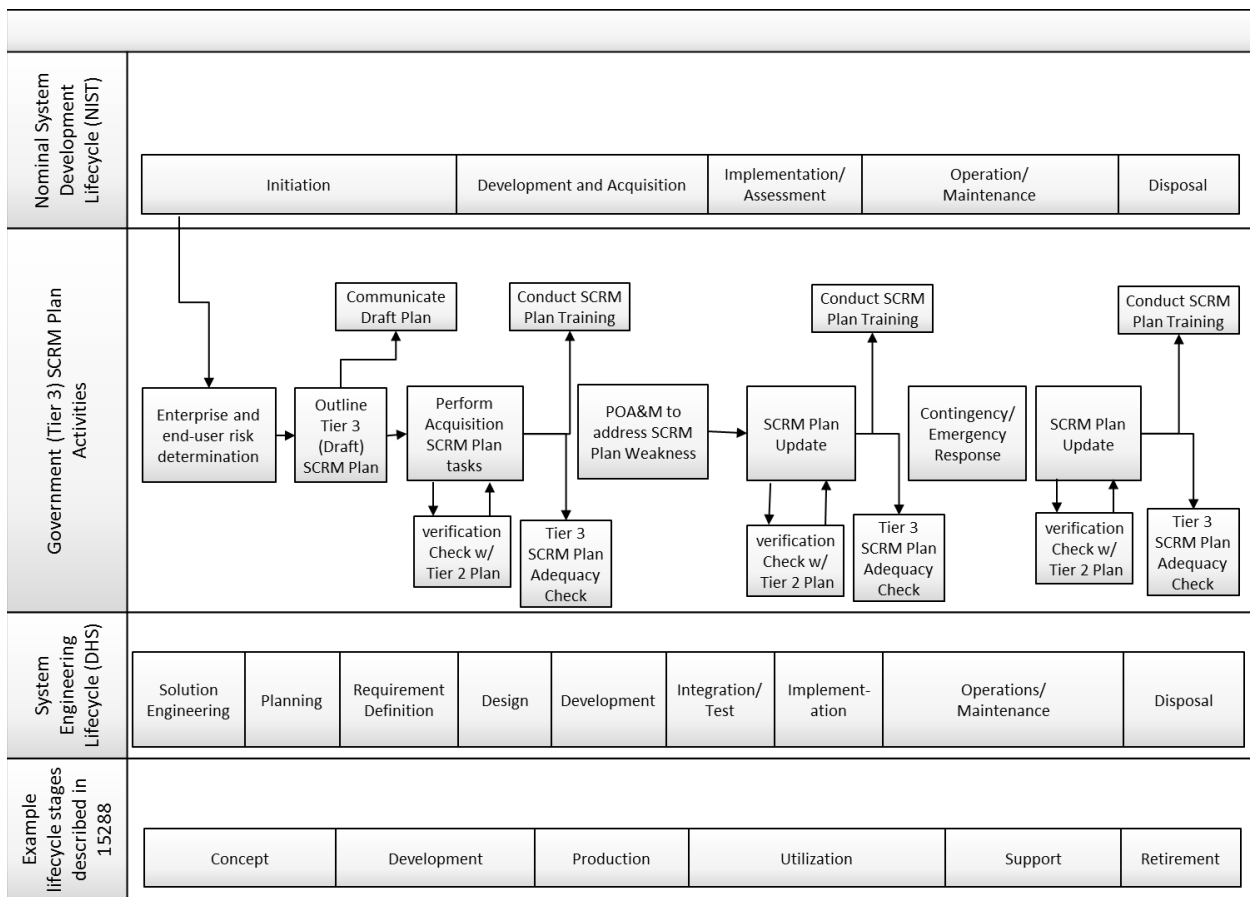 Nominal System
Development
Lifecycle (NIST)
Initiation
Development and Acquisition
Implementation/
Assessment
Operation/
Maintenance
Disposal
Government (Tier 3) SCRM Plan
Activities
Communicate
Draft Plan
Conduct SCRM
Plan Training
Conduct SCRM
Plan Training
Conduct SCRM
Plan Training
Enterprise and
end-user risk
determination
Outline
Tier 3
(Draft)
SCRM Plan
Perform
Acquisition
SCRM Plan
tasks
POA&M to
address SCRM
Plan Weakness
SCRM Plan
Update
Contingency/
Emergency
Response
SCRM Plan
Update
verification
Check w/
Tier 2 Plan
Tier 3
SCRM Plan
Adequacy
Check
verification
Check w/
Tier 2 Plan
Tier 3
SCRM Plan
Adequacy
Check
verification
Check w/
Tier 2 Plan
Tier 3
SCRM Plan
Adequacy
Check
System
Engineering
Lifecycle (DHS)
Solution
Engineering
Planning
Requirement
Definition
Design
Development
Integration/
Test
Implement-
ation
Operations/
Maintenance
Disposal
Example
lifecycle stages
described in
15288
Concept
Development
Production
Utilization
Support
Retirement